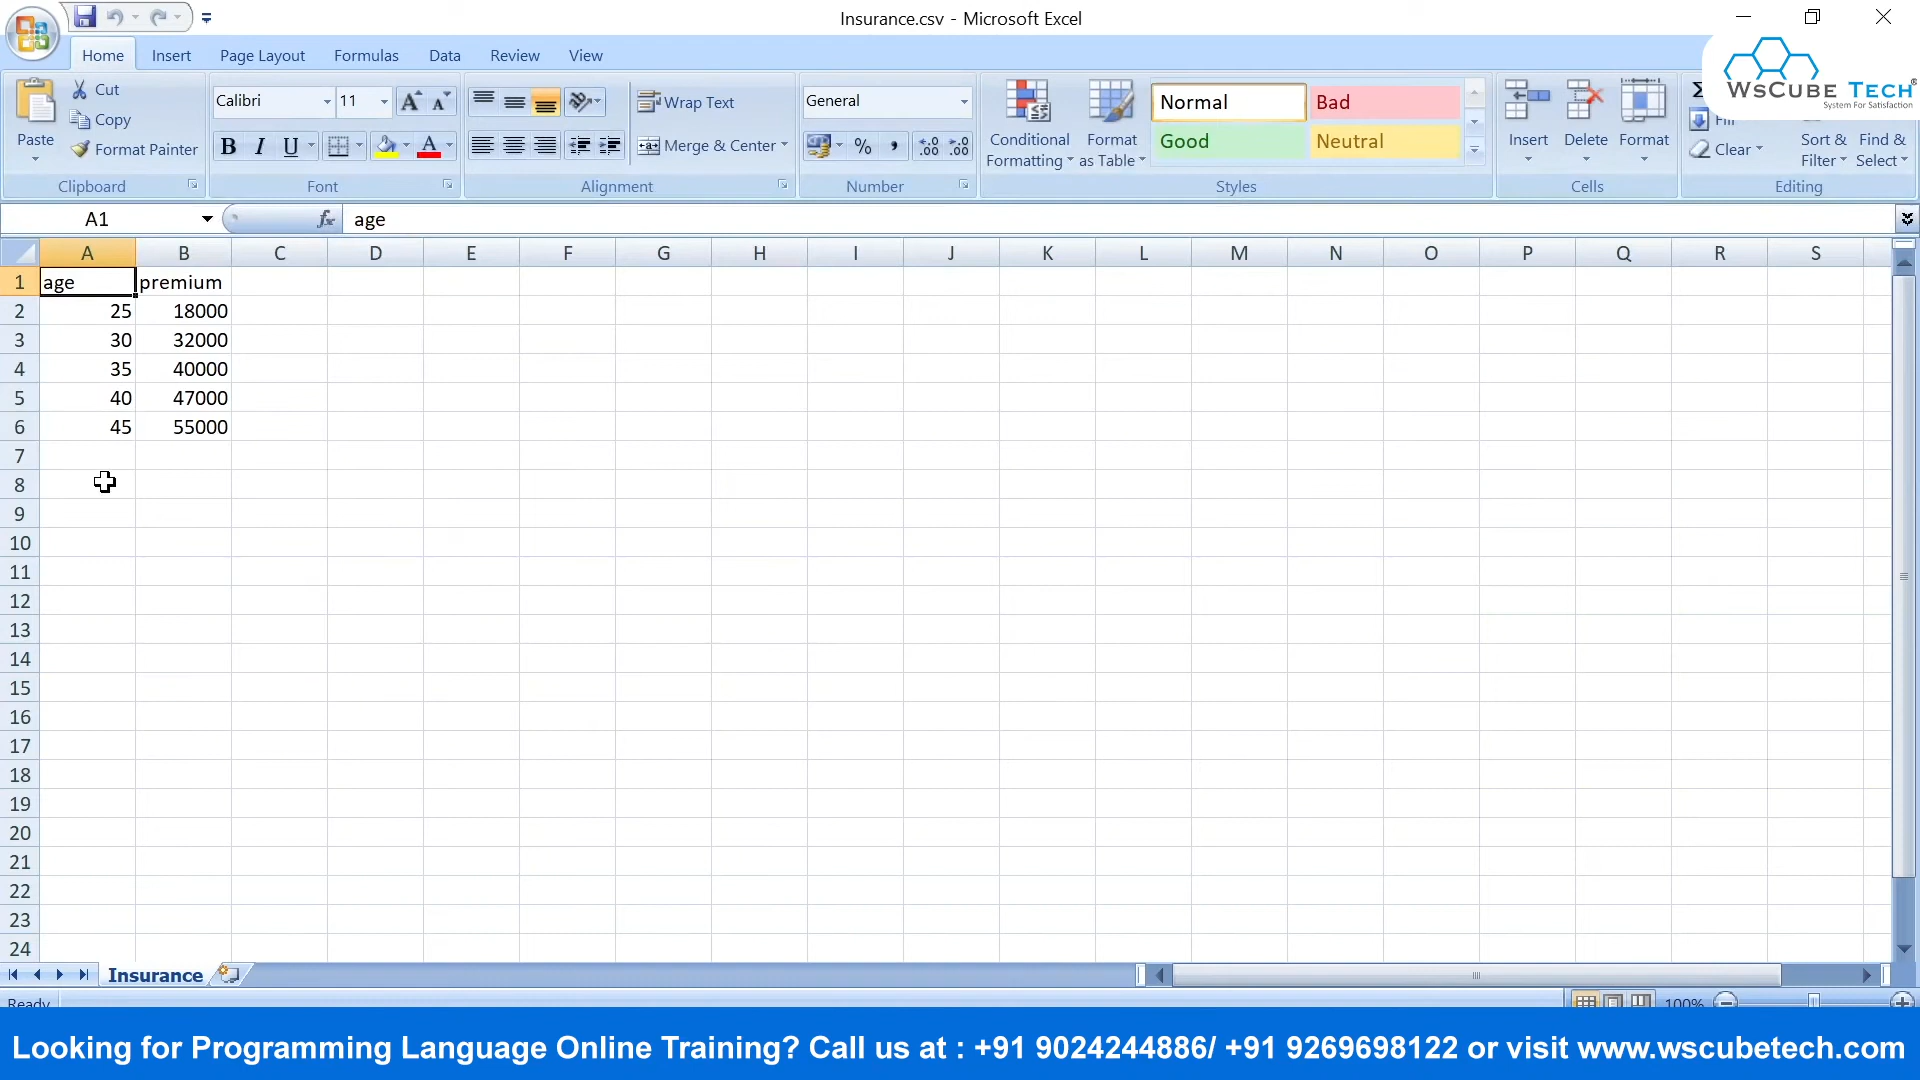 Insurance.csv - Microsoft Excel
Home Insert Page Layout Formulas Data Review View
WsCube Tech®
System For Satisfaction
Paste
Cut
Copy
Format Painter
Clipboard
Calibri 11
B I U
Font
Wrap Text
Merge & Center
Alignment
General
Number
Conditional Formatting
Format as Table
Normal Bad
Good Neutral
Styles
Insert Delete Format
Cells
Σ
Fill
Clear
Sort & Filter
Find & Select
Editing
A1 fx age
A B C D E F G H I J K L M N O P Q R S
1 age premium
2 25 18000
3 30 32000
4 35 40000
5 40 47000
6 45 55000
7
8
9
10
11
12
13
14
15
16
17
18
19
20
21
22
23
24
Insurance
Ready 100%
Looking for Programming Language Online Training? Call us at : +91 9024244886/ +91 9269698122 or visit www.wscubetech.com